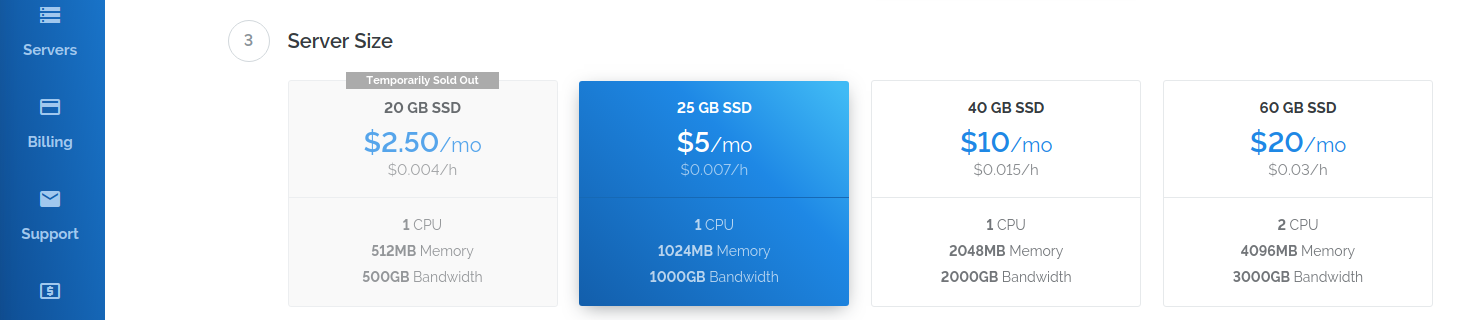 Servers
Billing
Support
3
Server Size
Temporarily Sold Out
20 GB SSD
$2.50/mo
$0.004/h
1 CPU
512MB Memory
500GB Bandwidth
25 GB SSD
$5/mo
$0.007/h
1 CPU
1024MB Memory
1000GB Bandwidth
40 GB SSD
$10/mo
$0.015/h
1 CPU
2048MB Memory
2000GB Bandwidth
60 GB SSD
$20/mo
$0.03/h
2 CPU
4096MB Memory
3000GB Bandwidth